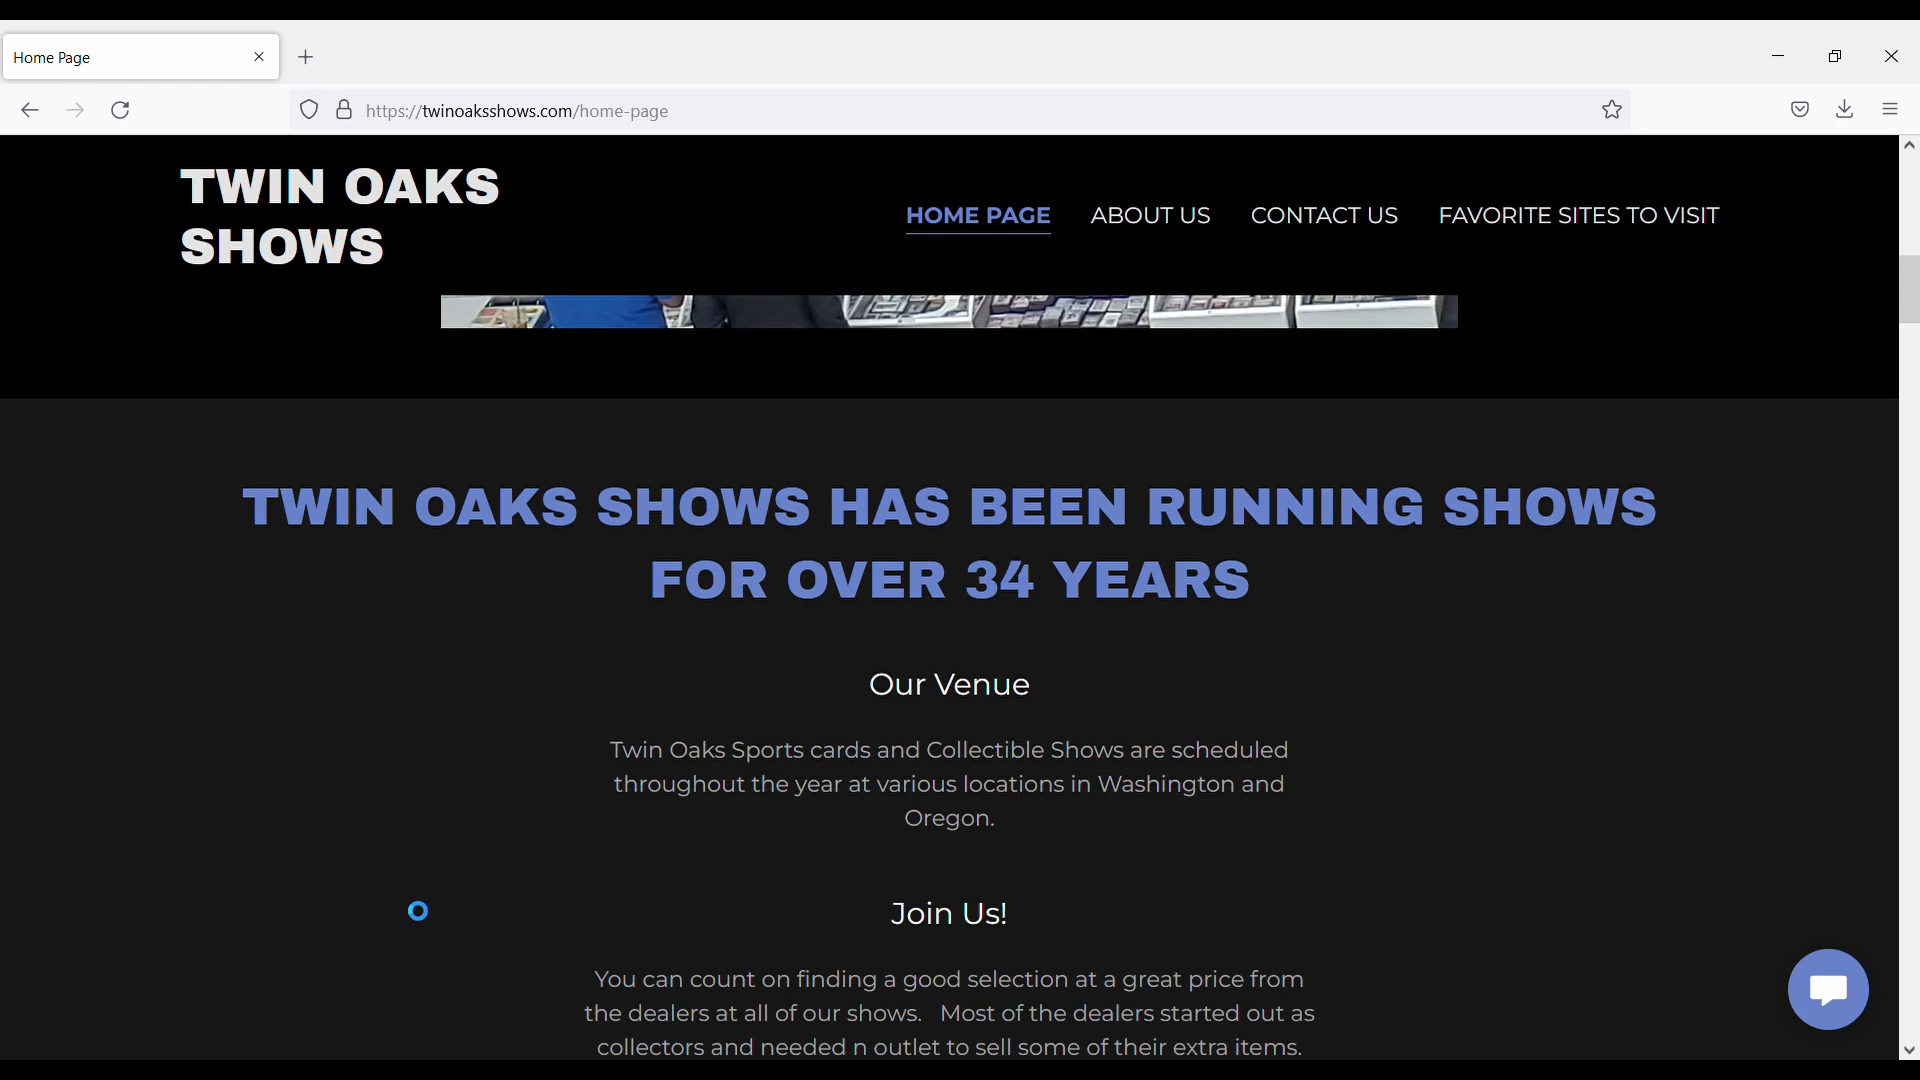 Home Page
https://twinoaksshows.com/home-page
TWIN OAKS
SHOWS
HOME PAGE
ABOUT US
CONTACT US
FAVORITE SITES TO VISIT
TWIN OAKS SHOWS HAS BEEN RUNNING SHOWS
FOR OVER 34 YEARS
Our Venue
Twin Oaks Sports cards and Collectible Shows are scheduled
throughout the year at various locations in Washington and
Oregon.
Join Us!
You can count on finding a good selection at a great price from
the dealers at all of our shows. Most of the dealers started out as
collectors and needed n outlet to sell some of their extra items.